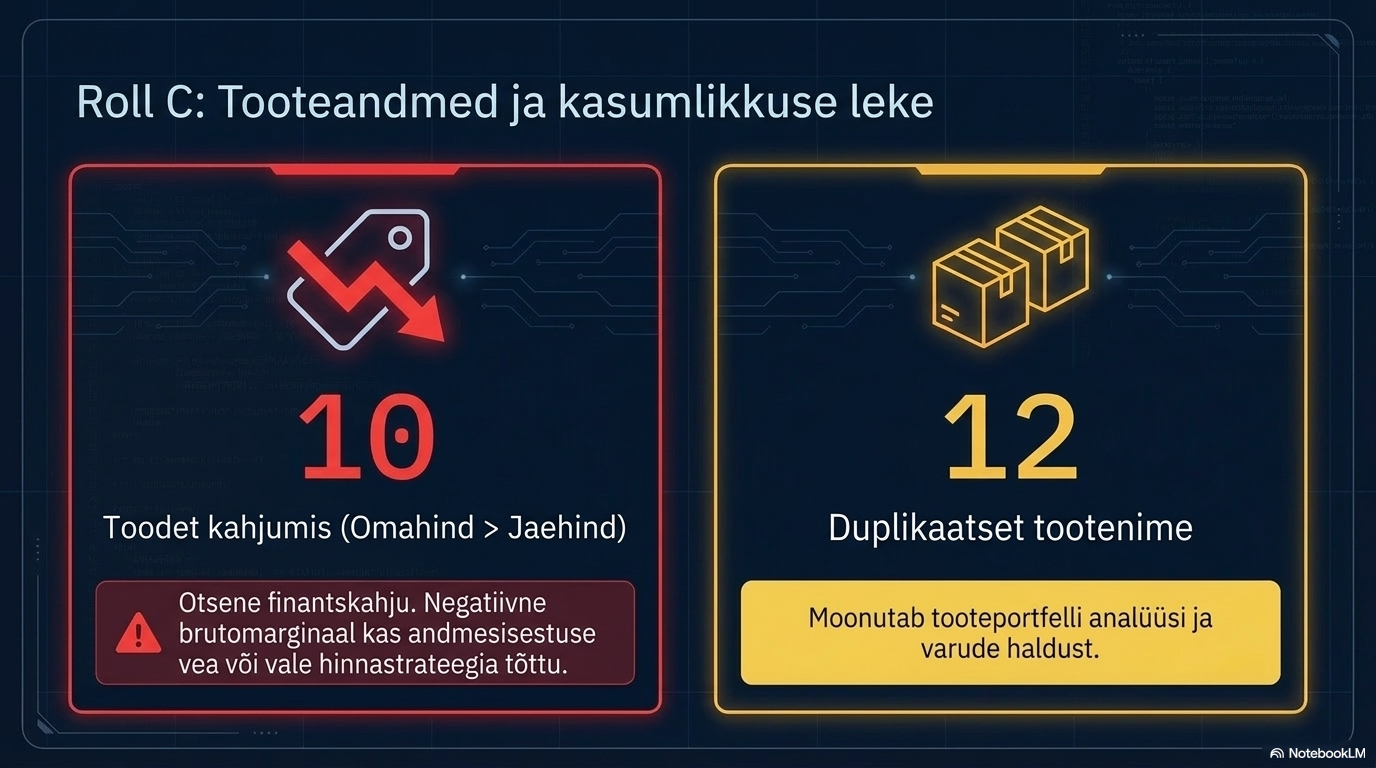 Roll C: Tooteandmed ja kasumlikkuse leke
10
Toodet kahjumis (Omahind > Jaehind)
Otsene finantskahju. Negatiivne
brutomarginaal kas andmesisestuse
vea või vale hinnastrateegia tõttu.
12
Duplikaatset tootenime
Moonutab tooteportfelli analüüsi ja
varude haldust.
NotebookLM